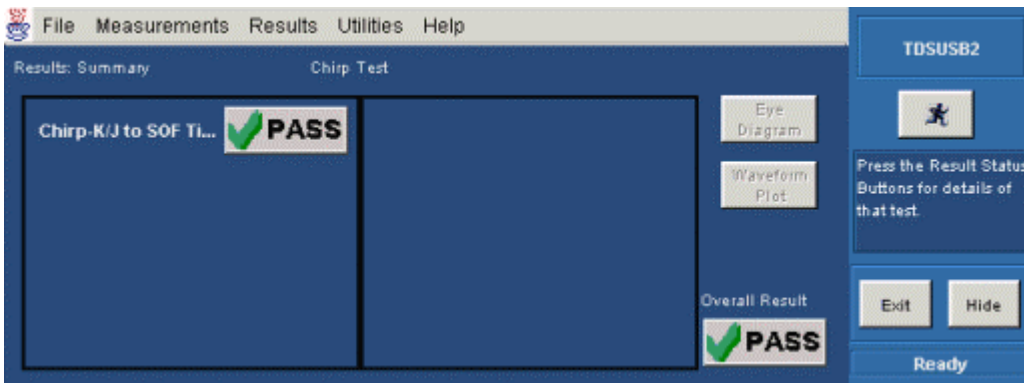 File Measurements Results Utilities Help
Results: Summary Chirp Test
Chirp-K/J to SOF Ti... PASS
Eye
Diagram
Waveform
Plot
Overall Result
PASS
TDSUSB2
Press the Result Status
Buttons for details of
that test.
Exit Hide
Ready